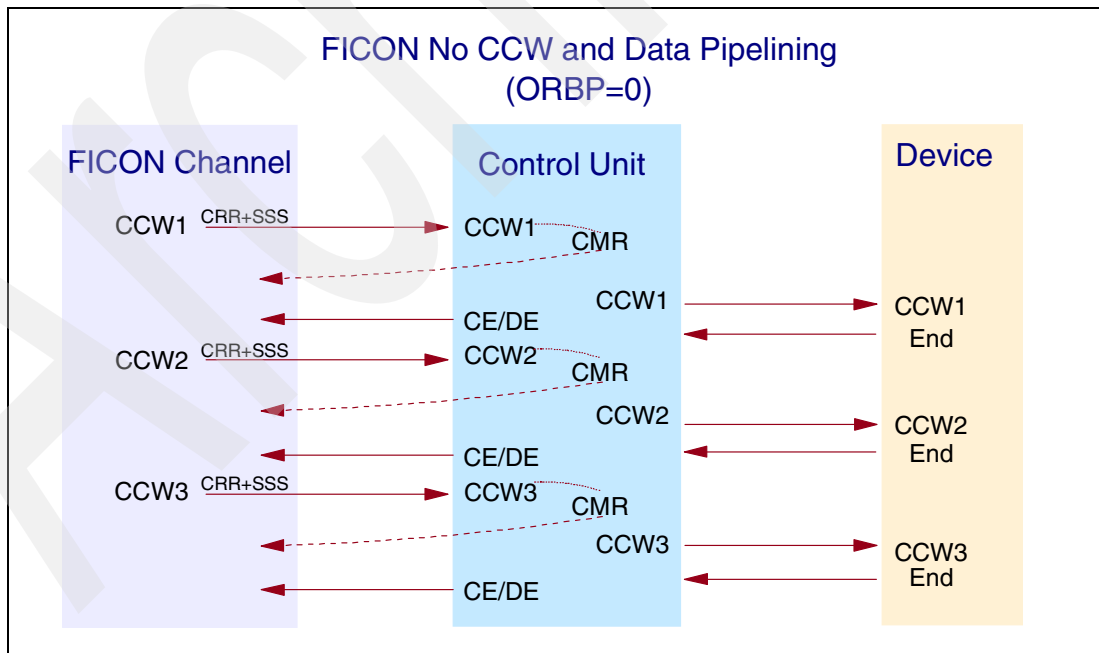 FICON No CCW and Data Pipelining
(ORBP=0)
FICON Channel
Control Unit
Device
CCW1
CRR+SSS
CCW1
CMR
CCW1
CCW1
End
CE/DE
CCW2
CRR+SSS
CCW2
CMR
CCW2
CCW2
End
CE/DE
CCW3
CRR+SSS
CCW3
CMR
CCW3
CCW3
End
CE/DE